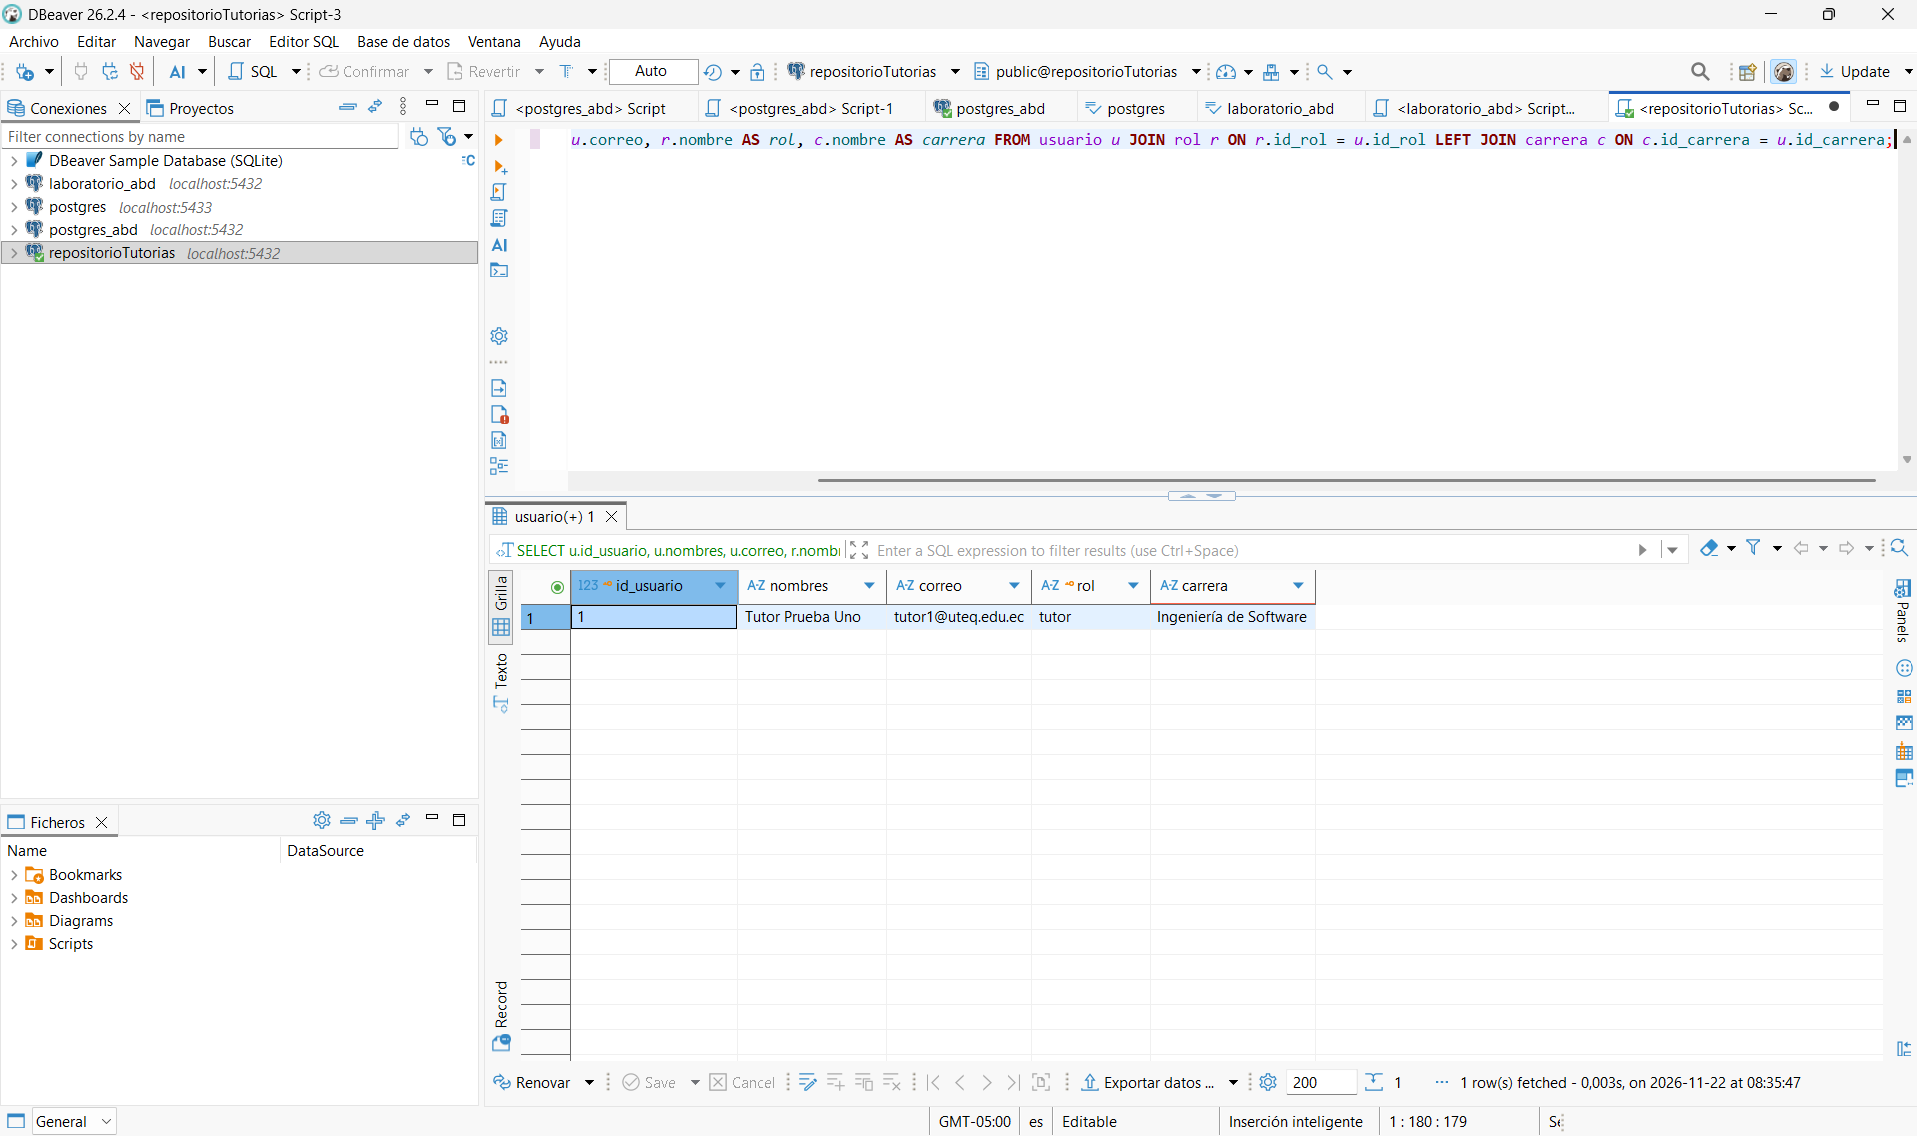 DBeaver 26.2.4 - <repositorioTutorias> Script-3
Archivo Editar Navegar Buscar Editor SQL Base de datos Ventana Ayuda
AI SQL Confirmar Revertir T Auto repositorioTutorias public@repositorioTutorias Update
Conexiones Proyectos
<postgres_abd> Script <postgres_abd> Script-1 postgres_abd postgres laboratorio_abd <laboratorio_abd> Script... <repositorioTutorias> Sc...
Filter connections by name
u.correo, r.nombre AS rol, c.nombre AS carrera FROM usuario u JOIN rol r ON r.id_rol = u.id_rol LEFT JOIN carrera c ON c.id_carrera = u.id_carrera;
DBeaver Sample Database (SQLite)
laboratorio_abd localhost:5432
postgres localhost:5433
postgres_abd localhost:5432
repositorioTutorias localhost:5432
AI
usuario(+) 1
SELECT u.id_usuario, u.nombres, u.correo, r.nombr Enter a SQL expression to filter results (use Ctrl+Space)
Grilla
Texto
Record
Panels
123 id_usuario A-Z nombres A-Z correo A-Z rol A-Z carrera
1 1 Tutor Prueba Uno tutor1@uteq.edu.ec tutor Ingeniería de Software
Ficheros
Name DataSource
Bookmarks
Dashboards
Diagrams
Scripts
Renovar Save Cancel Exportar datos ... 200 1 ... 1 row(s) fetched - 0,003s, on 2026-11-22 at 08:35:47
General GMT-05:00 es Editable Inserción inteligente 1 : 180 : 179